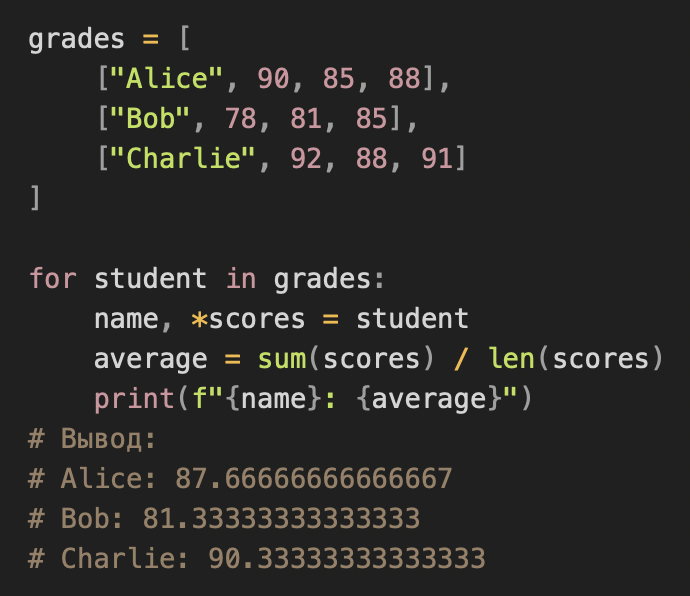 grades = [
    ["Alice", 90, 85, 88],
    ["Bob", 78, 81, 85],
    ["Charlie", 92, 88, 91]
]

for student in grades:
    name, *scores = student
    average = sum(scores) / len(scores)
    print(f"{name}: {average}")
# Вывод:
# Alice: 87.66666666666667
# Bob: 81.33333333333333
# Charlie: 90.33333333333333